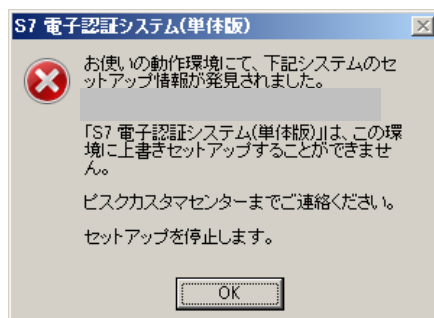 S7 電子認証システム(単体版)
お使いの動作環境にて、下記システムのセ
ットアップ情報が発見されました。
「S7 電子認証システム(単体版)」は、この環
境に上書きセットアップすることができませ
ん。
ビスクカスタマセンターまでご連絡ください。
セットアップを停止します。
OK